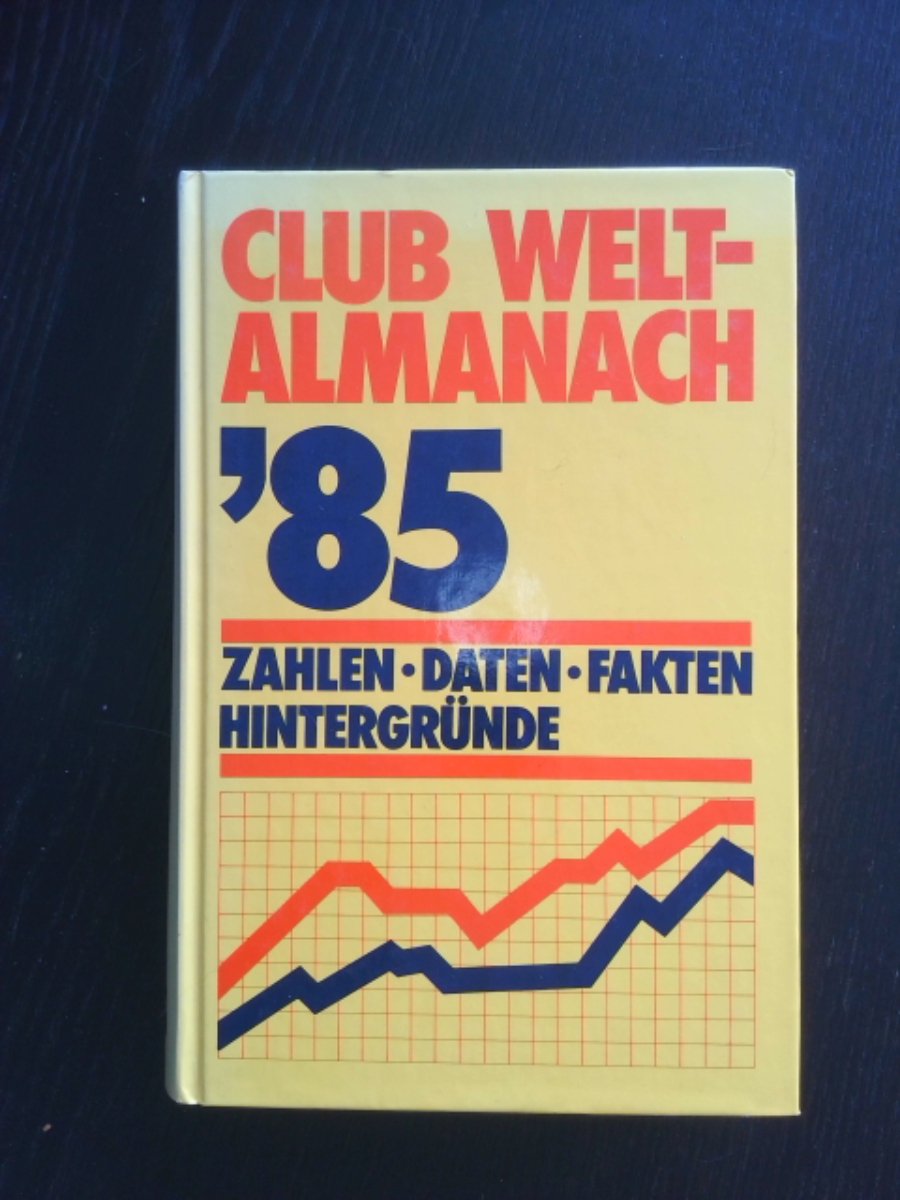 CLUB WELT-
ALMANACH
’85
ZAHLEN·DATEN·FAKTEN
HINTERGRÜNDE